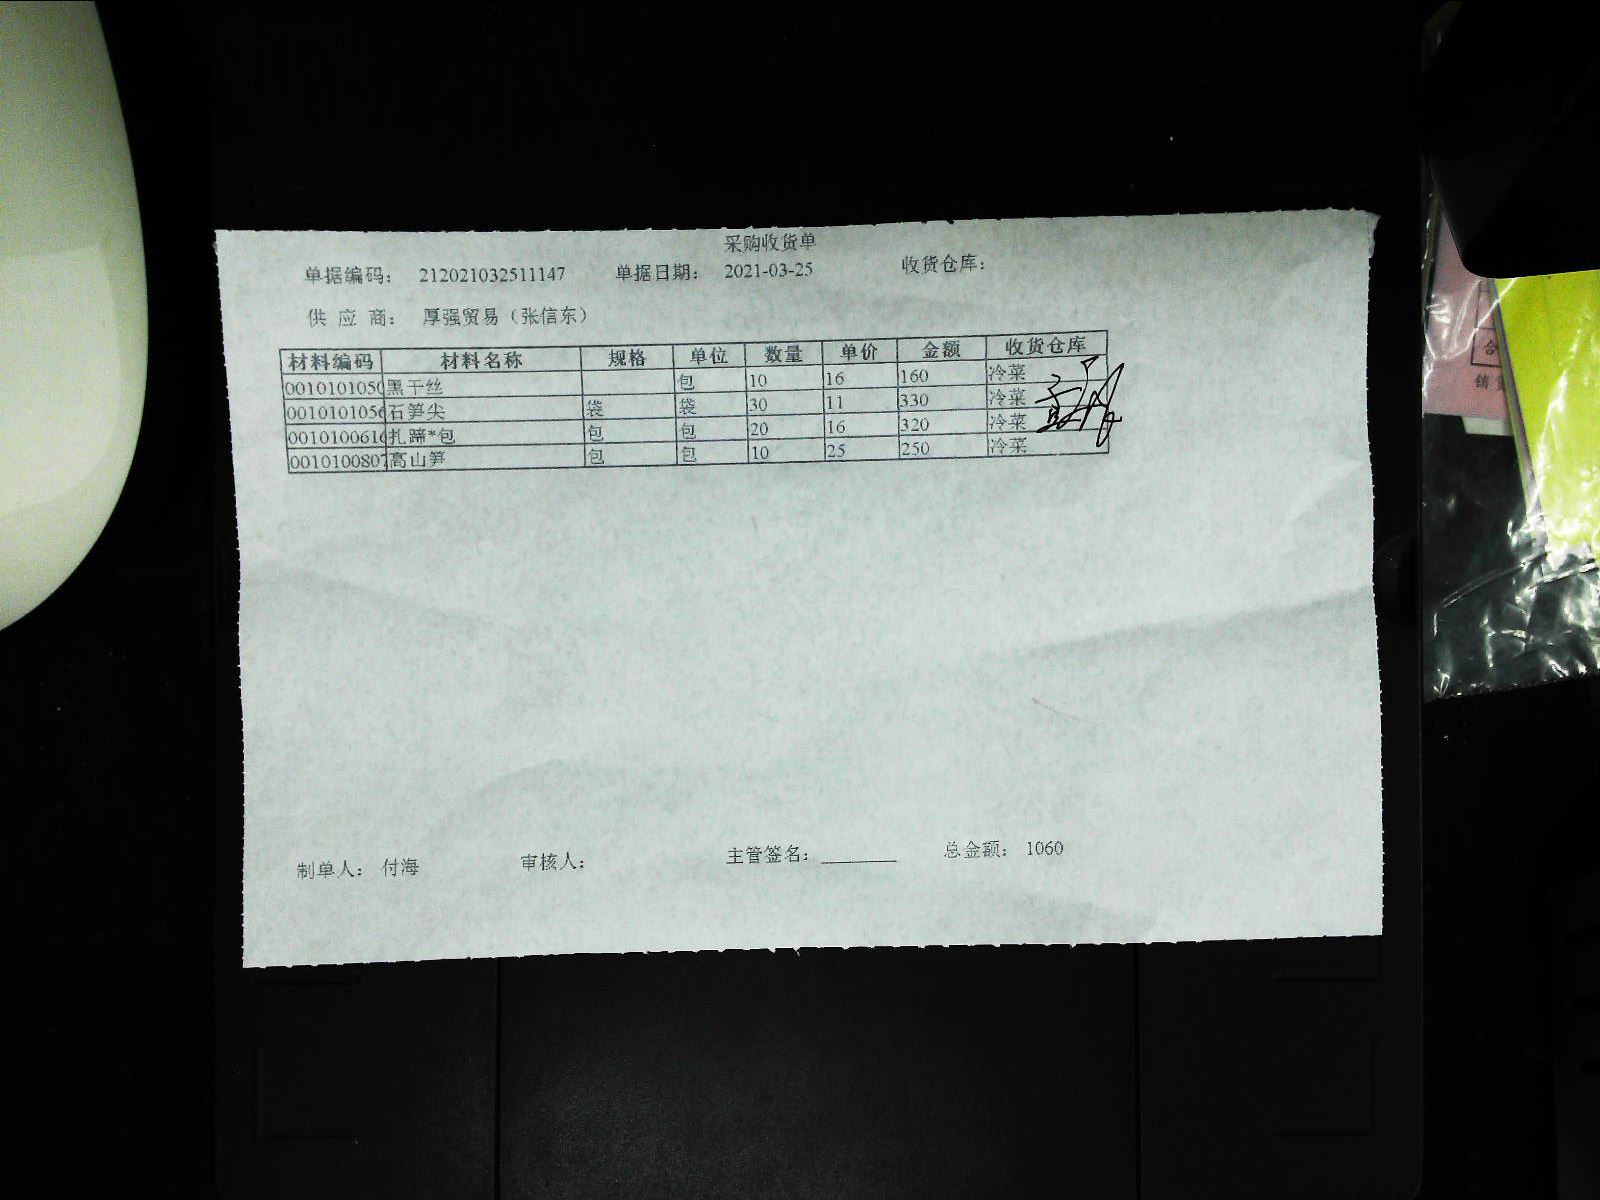 采购收货单
单据编码: 212021032511147 单据日期: 2021-03-25 收货仓库:
供 应 商: 厚强贸易（张信东）
材料编码 材料名称 规格 单位 数量 单价 金额 收货仓库
0010101050 黑干丝 包 10 16 160 冷菜
0010101056 石笋尖 袋 袋 30 11 330 冷菜
0010100616 扎蹄*包 包 包 20 16 320 冷菜
0010100807 高山笋 包 包 10 25 250 冷菜
制单人: 付海 审核人: 主管签名: ________ 总金额: 1060
合
销